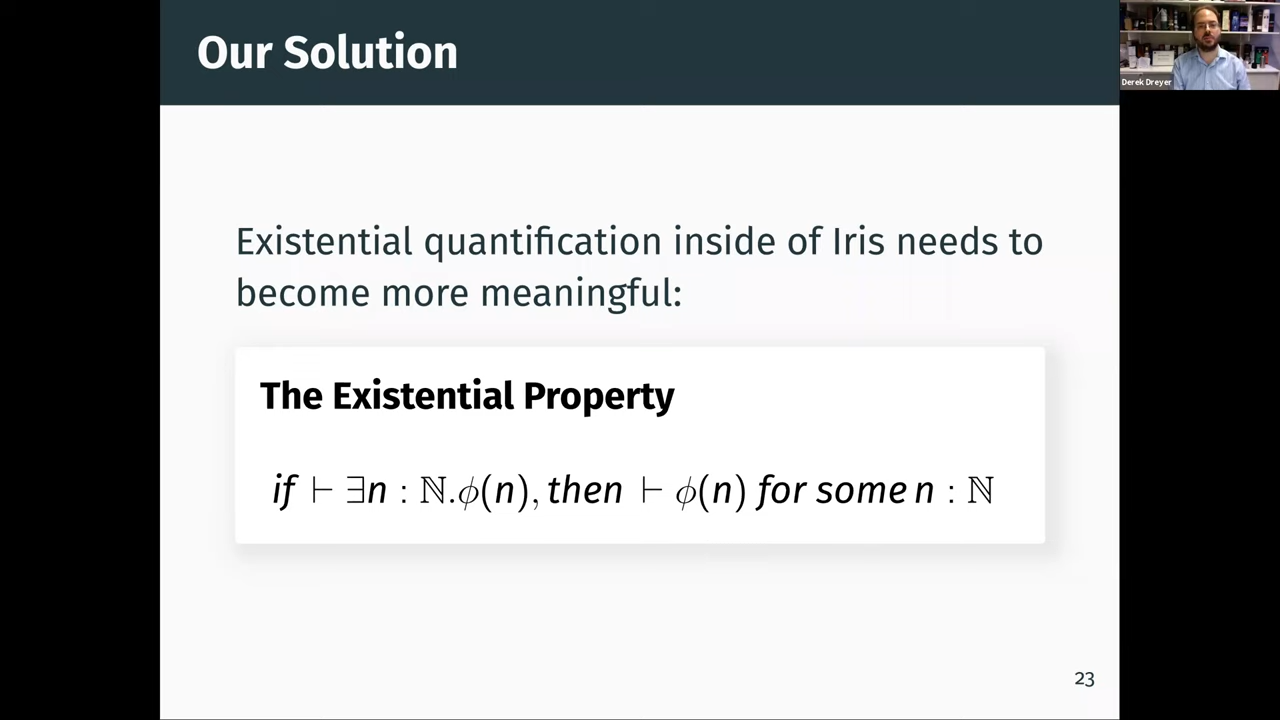 Our Solution
Derek Dreyer
Existential quantification inside of Iris needs to
become more meaningful:
The Existential Property
if ⊢ ∃n : ℕ.ϕ(n), then ⊢ ϕ(n) for some n : ℕ
23